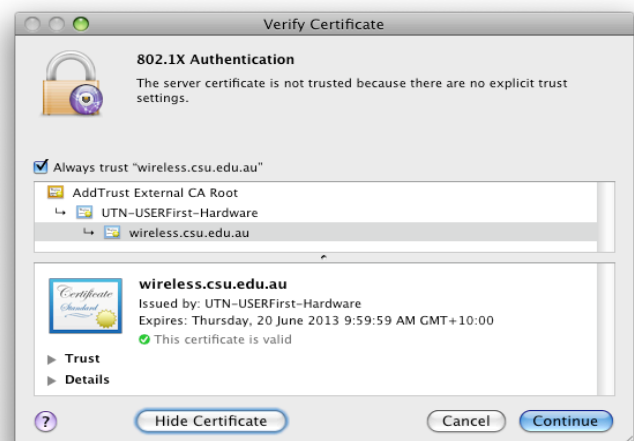 Verify Certificate
802.1X Authentication
The server certificate is not trusted because there are no explicit trust
settings.
Always trust "wireless.csu.edu.au"
AddTrust External CA Root
UTN-USERFirst-Hardware
wireless.csu.edu.au
Certificate
Standard
wireless.csu.edu.au
Issued by: UTN-USERFirst-Hardware
Expires: Thursday, 20 June 2013 9:59:59 AM GMT+10:00
This certificate is valid
Trust
Details
? Hide Certificate Cancel Continue